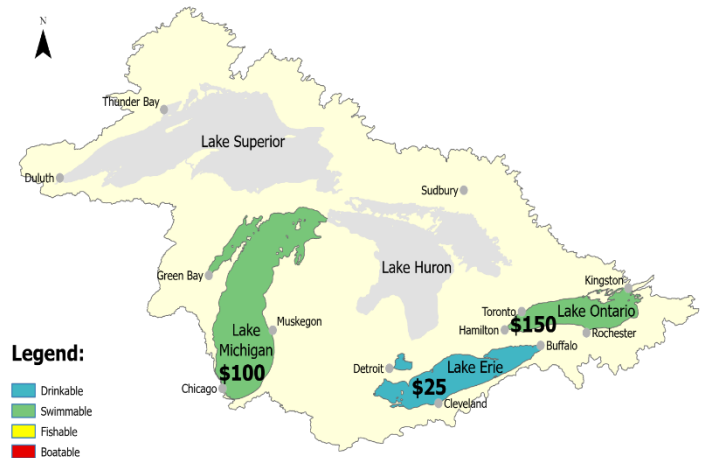 N
Thunder Bay
Lake Superior
Duluth
Sudbury
Green Bay
Lake Huron
Kingston
Toronto
Lake Ontario
Hamilton
$150
Rochester
Muskegon
Lake
Michigan
$100
Chicago
Buffalo
Detroit
Lake Erie
$25
Cleveland
Legend:
Drinkable
Swimmable
Fishable
Boatable